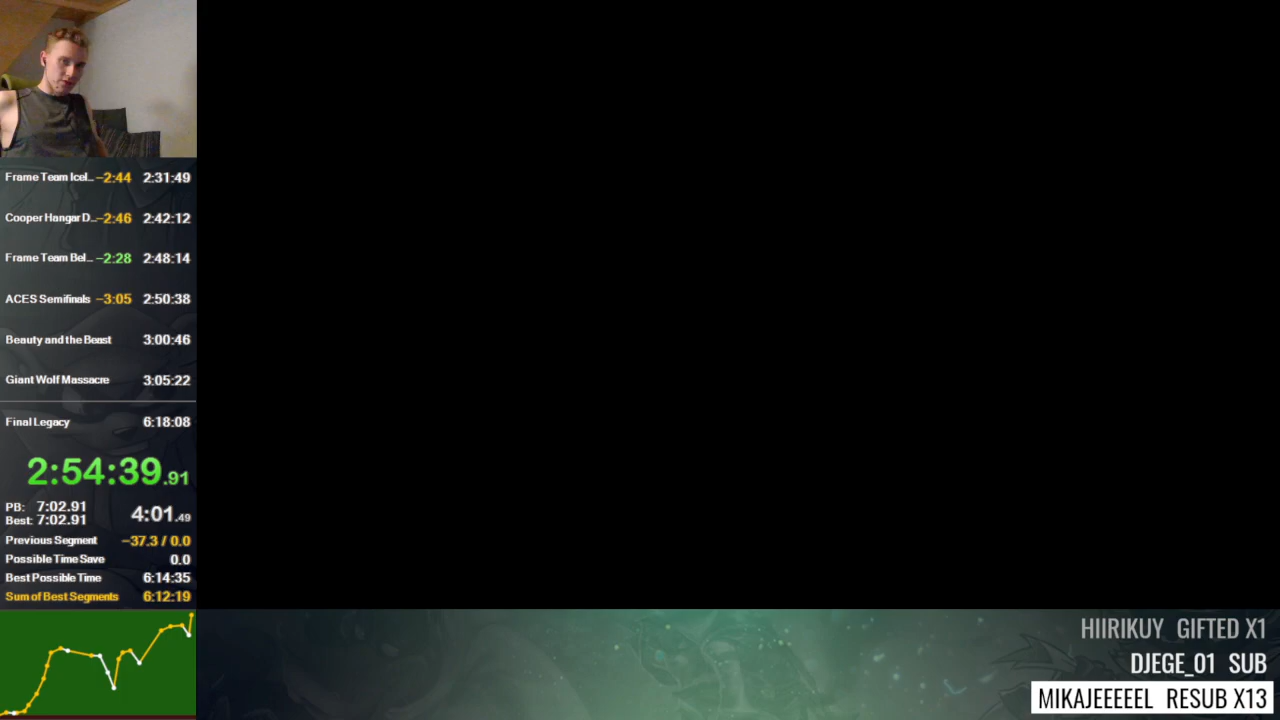 Frame Team Icel... −2:44 2:31:49
Cooper Hangar D... −2:46 2:42:12
Frame Team Bel... −2:28 2:48:14
ACES Semifinals −3:05 2:50:38
Beauty and the Beast 3:00:46
Giant Wolf Massacre 3:05:22
Final Legacy 6:18:08
2:54:39.91
PB: 7:02.91
Best: 7:02.91
4:01.49
Previous Segment −37.3 / 0.0
Possible Time Save 0.0
Best Possible Time 6:14:35
Sum of Best Segments 6:12:19
HIIRIKUY GIFTED X1
DJEGE_01 SUB
MIKAJEEEEEL RESUB X13